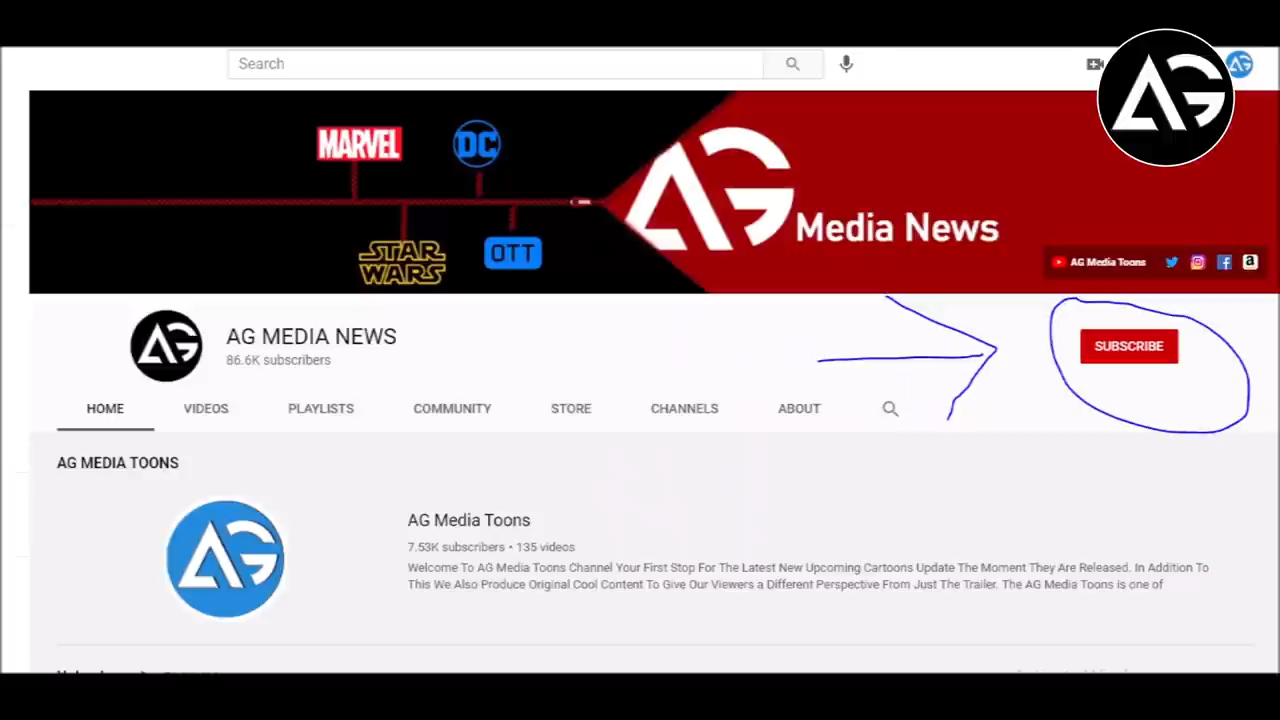 Search
AG
MARVEL
DC
STAR
WARS
OTT
AG Media News
AG Media Toons
AG
AG MEDIA NEWS
86.6K subscribers
SUBSCRIBE
HOME VIDEOS PLAYLISTS COMMUNITY STORE CHANNELS ABOUT
AG MEDIA TOONS
AG
AG Media Toons
7.53K subscribers • 135 videos
Welcome To AG Media Toons Channel Your First Stop For The Latest New Upcoming Cartoons Update The Moment They Are Released. In Addition To
This We Also Produce Original Cool Content To Give Our Viewers a Different Perspective From Just The Trailer. The AG Media Toons is one of